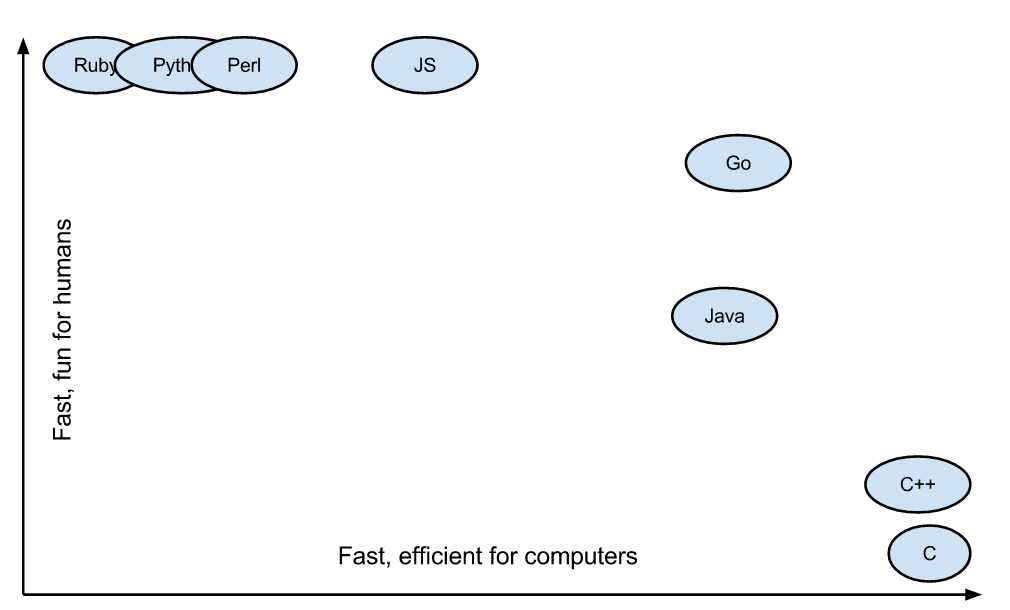 Ruby
Pyth
Perl
JS
Go
Fast, fun for humans
Java
C++
Fast, efficient for computers
C